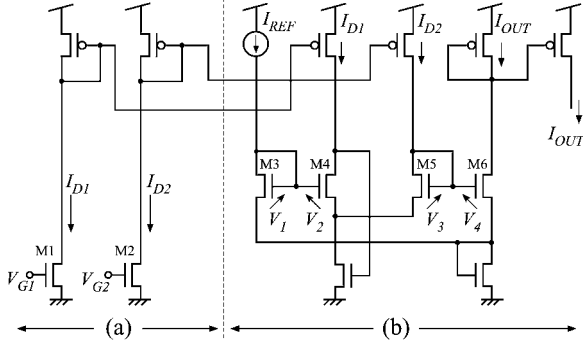 I_REF I_D1 I_D2 I_OUT
I_OUT
M3 M4 M5 M6
I_D1 I_D2
V_1 V_2 V_3 V_4
M1 M2
V_G1 V_G2
(a) (b)